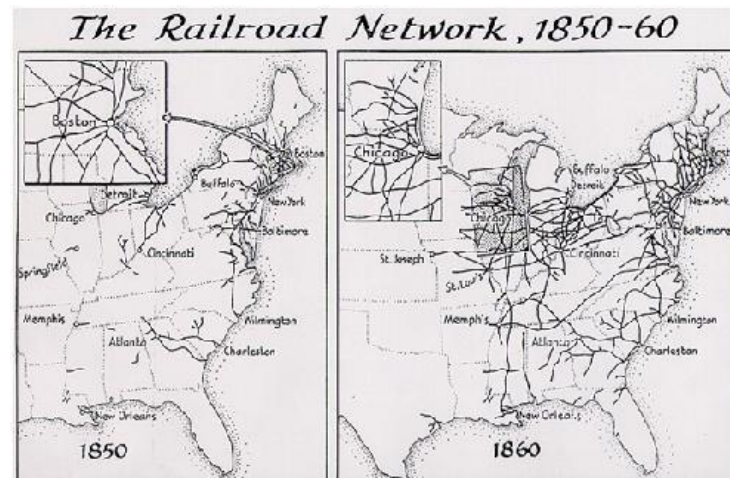 The Railroad Network, 1850-60
Boston
Boston
Detroit
Buffalo
Chicago
New York
Baltimore
Cincinnati
Springfield
Memphis
Wilmington
Atlanta
Charleston
New Orleans
1850
Chicago
Buffalo
Detroit
New York
Chicago
Baltimore
St. Joseph
Cincinnati
St. Louis
Memphis
Wilmington
Atlanta
Charleston
New Orleans
1860